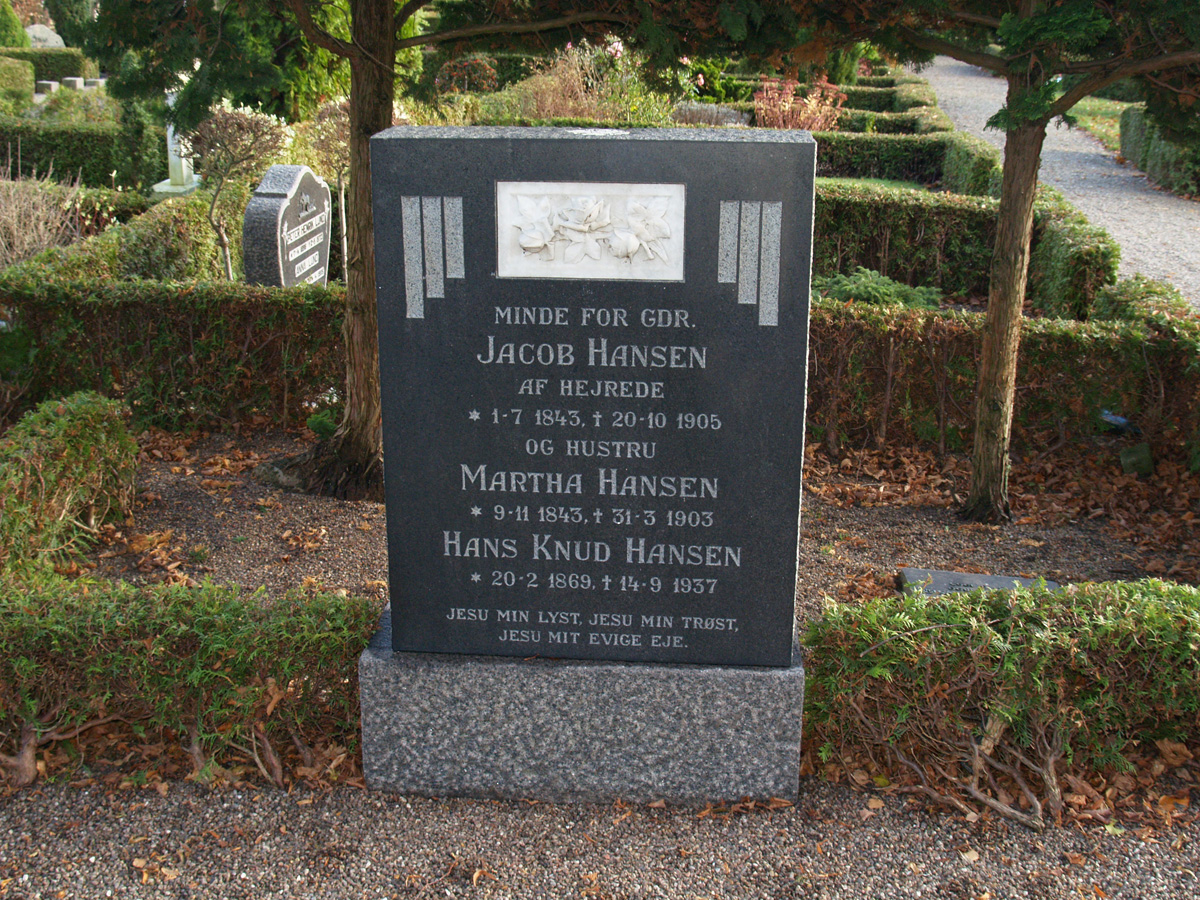 MINDE FOR GDR.
JACOB HANSEN
AF HEJREDE
* 1-7 1843, † 20-10 1905
OG HUSTRU
MARTHA HANSEN
* 9-11 1843, † 31-3 1903
HANS KNUD HANSEN
* 20-2 1869, † 14-9 1937
JESU MIN LYST, JESU MIN TRØST,
JESU MIT EVIGE EJE.